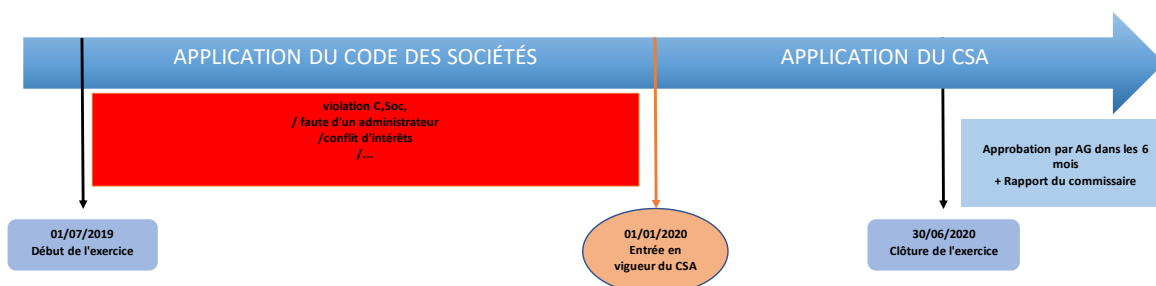 APPLICATION DU CODE DES SOCIÉTÉS
APPLICATION DU CSA
violation C,Soc,
/ faute d'un administrateur
/conflit d'intérêts
/...
Approbation par AG dans les 6
mois
+ Rapport du commissaire
01/07/2019
Début de l'exercice
01/01/2020
Entrée en
vigueur du CSA
30/06/2020
Clôture de l'exercice